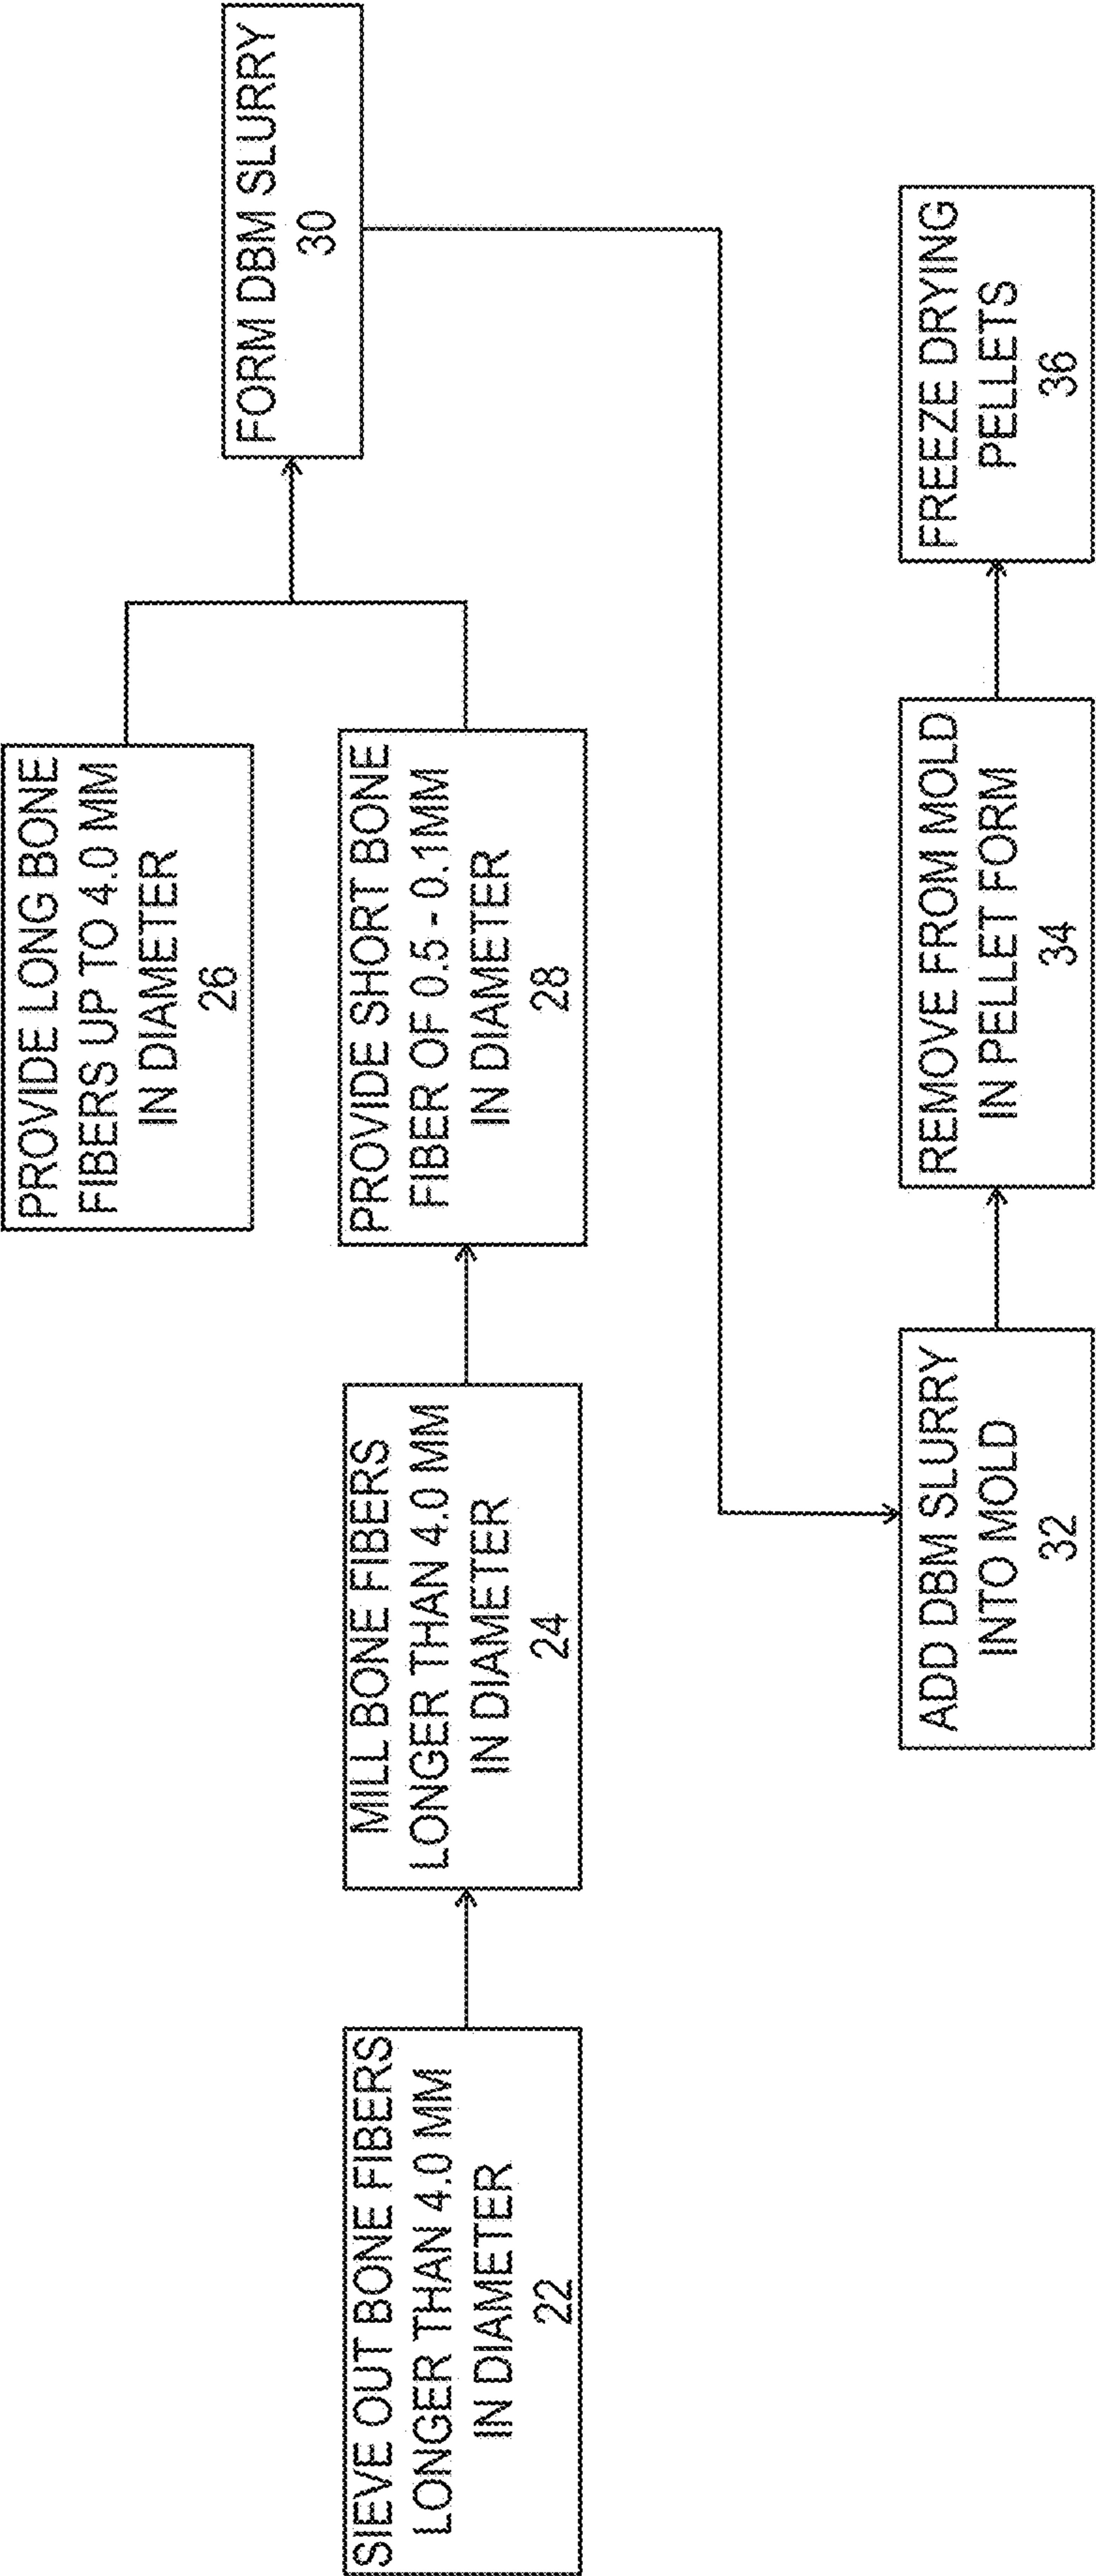 SIEVE OUT BONE FIBERS
LONGER THAN 4.0 MM
IN DIAMETER
22
MILL BONE FIBERS
LONGER THAN 4.0 MM
IN DIAMETER
24
PROVIDE LONG BONE
FIBERS UP TO 4.0 MM
IN DIAMETER
26
PROVIDE SHORT BONE
FIBER OF 0.5 - 0.1MM
IN DIAMETER
28
FORM DBM SLURRY
30
ADD DBM SLURRY
INTO MOLD
32
REMOVE FROM MOLD
IN PELLET FORM
34
FREEZE DRYING
PELLETS
36